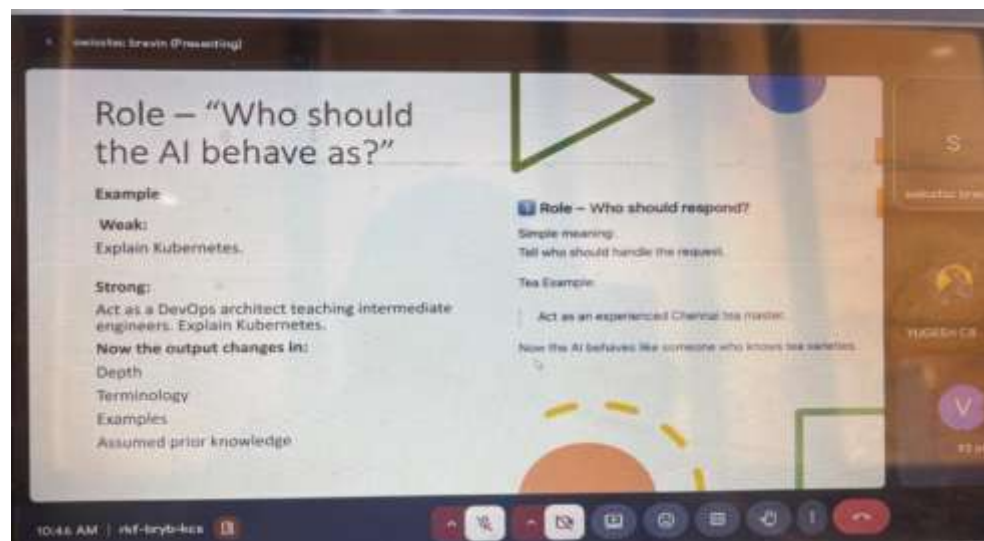 (Presenting)
Role – “Who should
the AI behave as?”
Example
Weak:
Explain Kubernetes.
Strong:
Act as a DevOps architect teaching intermediate
engineers. Explain Kubernetes.
Now the output changes in:
Depth
Terminology
Examples
Assumed prior knowledge
1 Role – Who should respond?
Simple meaning
Tell who should handle the request.
Tea Example
Act as an experienced Chennai tea master.
Now the AI behaves like someone who knows tea varieties.
S
V
10:46 AM